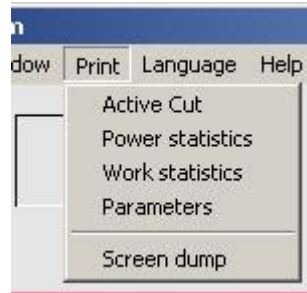 dow Print Language Help
Active Cut
Power statistics
Work statistics
Parameters
Screen dump